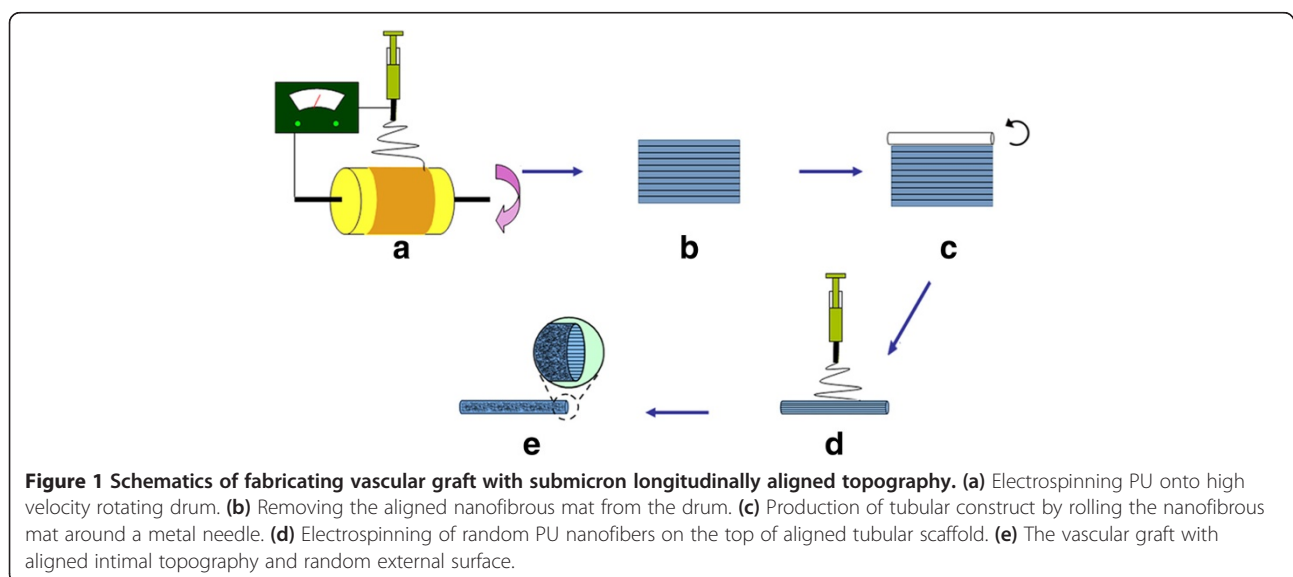 a
b
c
d
e
Figure 1 Schematics of fabricating vascular graft with submicron longitudinally aligned topography. (a) Electrospinning PU onto high
velocity rotating drum. (b) Removing the aligned nanofibrous mat from the drum. (c) Production of tubular construct by rolling the nanofibrous
mat around a metal needle. (d) Electrospinning of random PU nanofibers on the top of aligned tubular scaffold. (e) The vascular graft with
aligned intimal topography and random external surface.